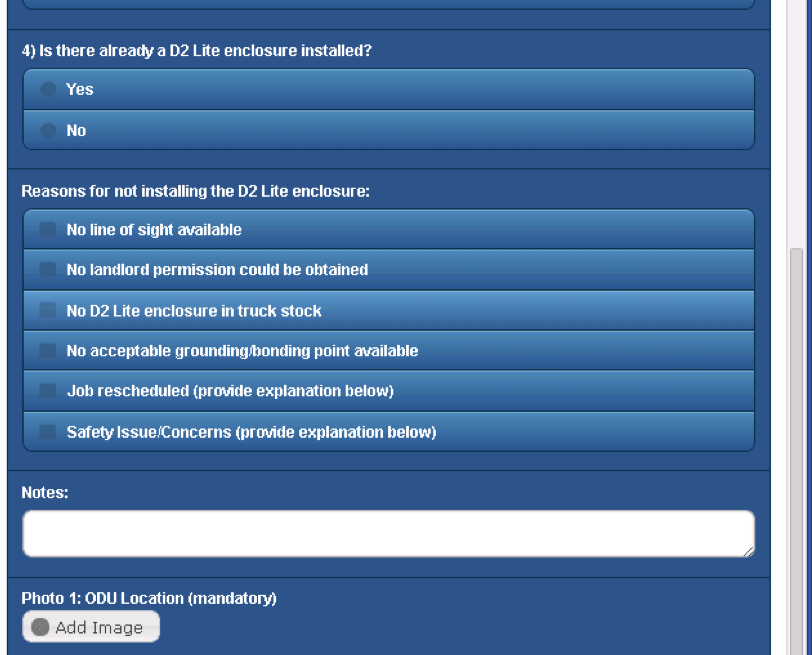 4) Is there already a D2 Lite enclosure installed?
Yes
No
Reasons for not installing the D2 Lite enclosure:
No line of sight available
No landlord permission could be obtained
No D2 Lite enclosure in truck stock
No acceptable grounding/bonding point available
Job rescheduled (provide explanation below)
Safety Issue/Concerns (provide explanation below)
Notes:
Photo 1: ODU Location (mandatory)
Add Image